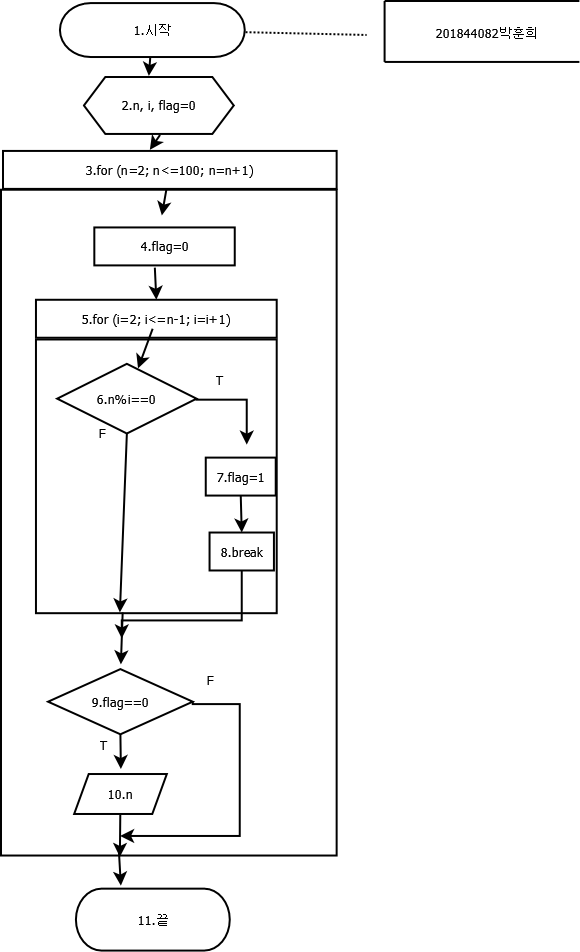 1.시작
201844082박훈희
2.n, i, flag=0
3.for (n=2; n<=100; n=n+1)
4.flag=0
5.for (i=2; i<=n-1; i=i+1)
6.n%i==0
T
F
7.flag=1
8.break
9.flag==0
F
T
10.n
11.끝